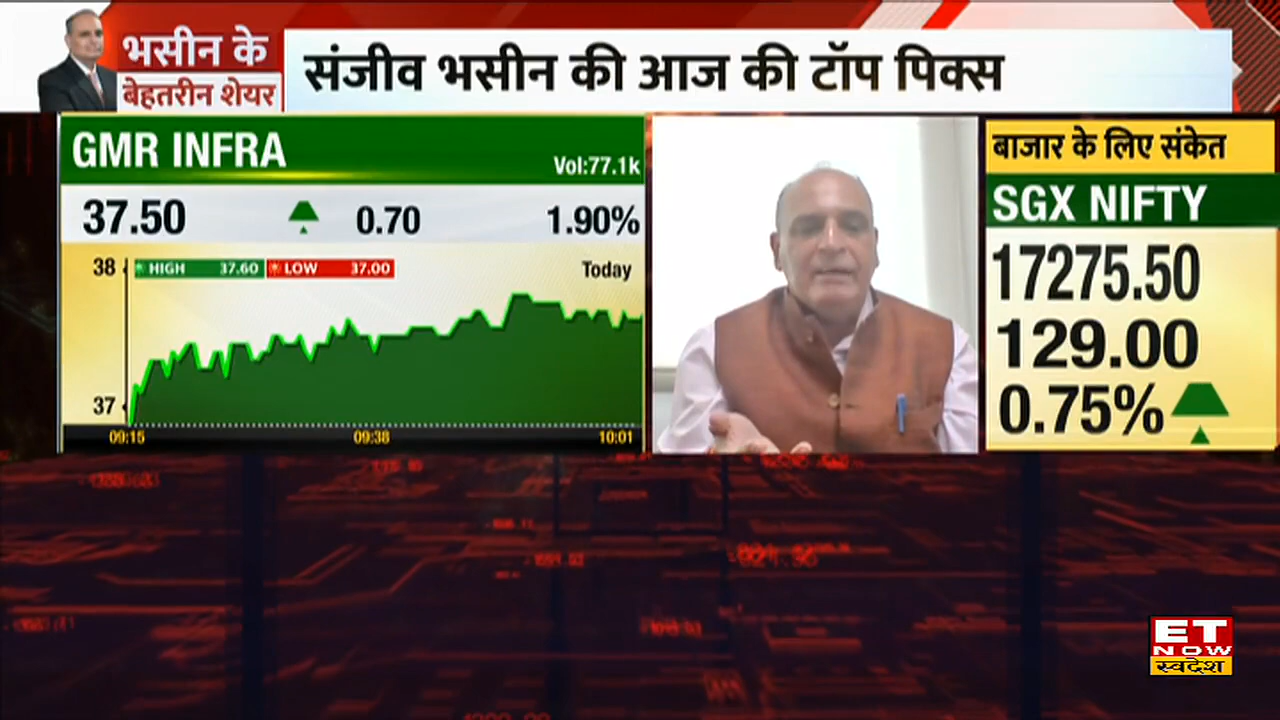 भसीन के
बेहतरीन शेयर
संजीव भसीन की आज की टॉप पिक्स
GMR INFRA
Vol:77.1k
37.50 0.70 1.90%
38 HIGH 37.60 LOW 37.00 Today
37
09:15 09:38 10:01
बाजार के लिए संकेत
SGX NIFTY
17275.50
129.00
0.75%
ET
NOW
स्वदेश